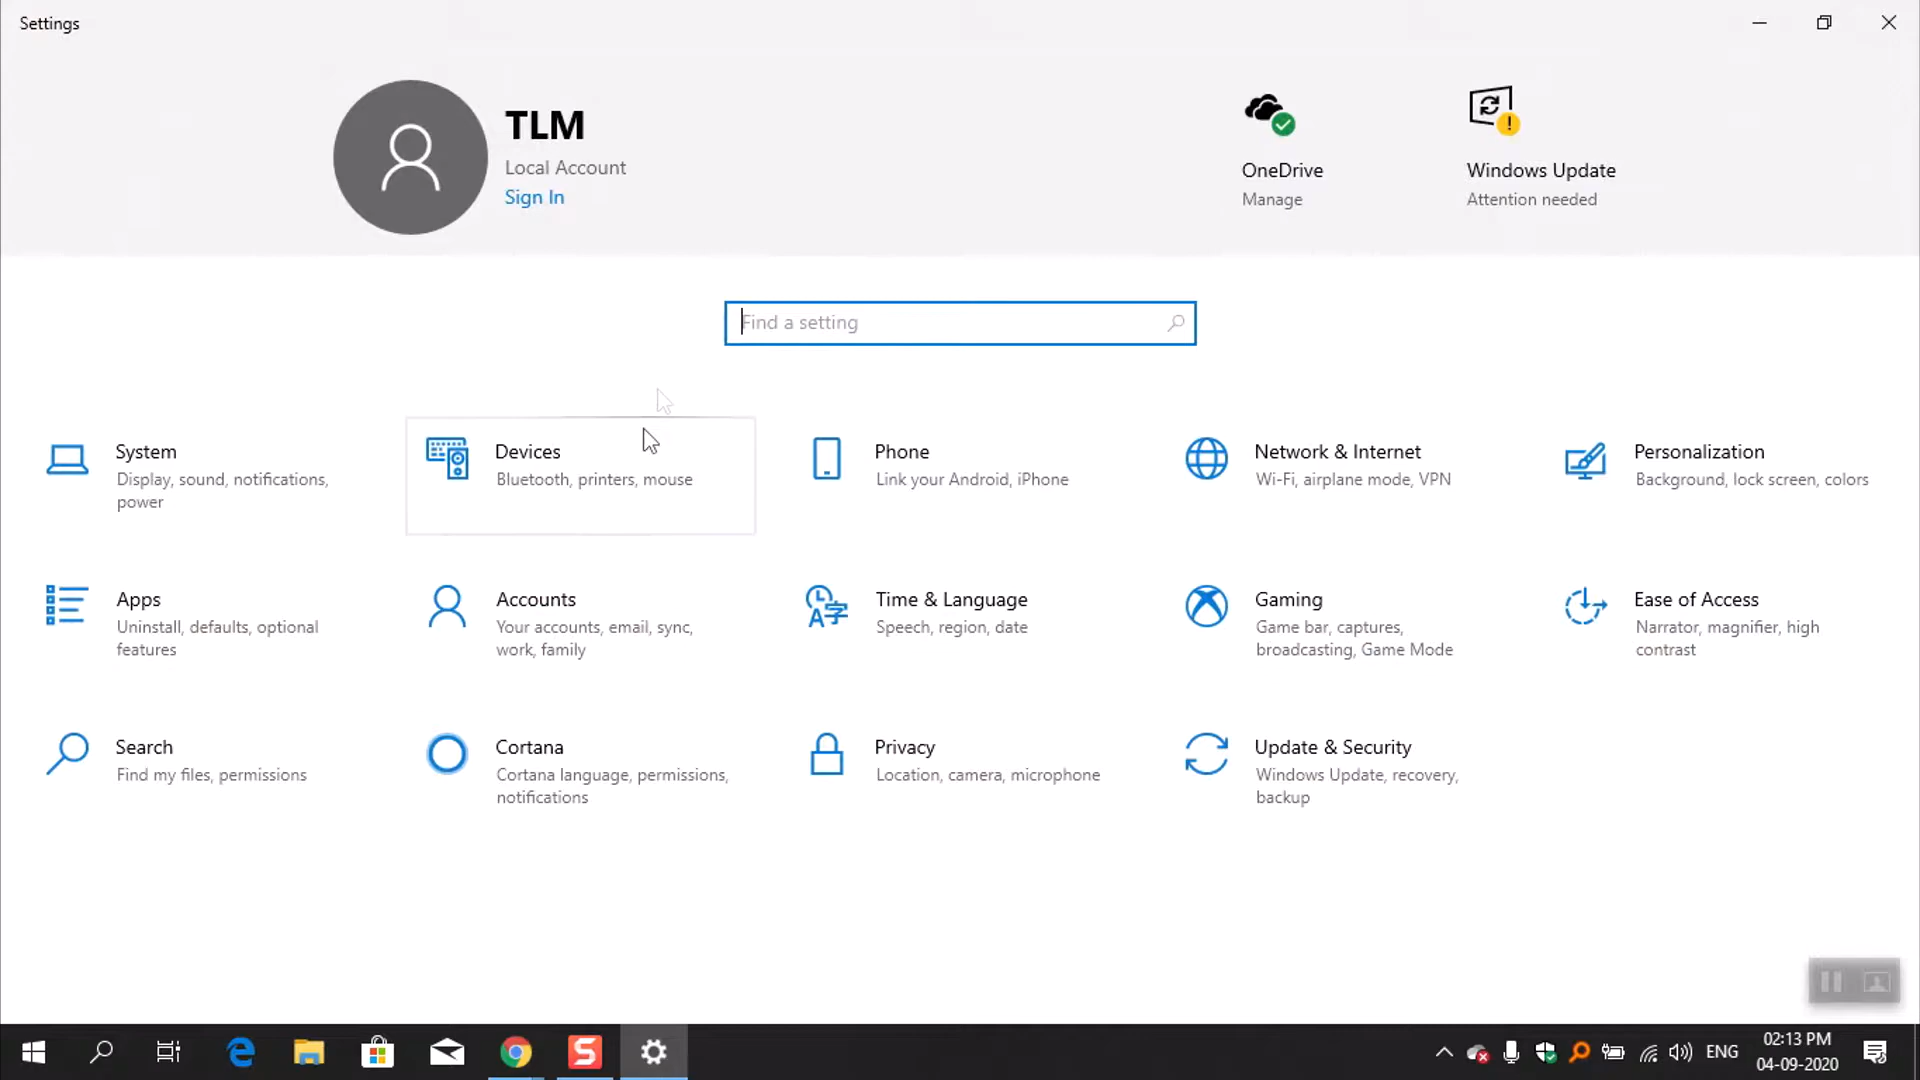 Settings
TLM
Local Account
Sign In
OneDrive
Manage
Windows Update
Attention needed
Find a setting
System
Display, sound, notifications,
power
Devices
Bluetooth, printers, mouse
Phone
Link your Android, iPhone
Network & Internet
Wi-Fi, airplane mode, VPN
Personalization
Background, lock screen, colors
Apps
Uninstall, defaults, optional
features
Accounts
Your accounts, email, sync,
work, family
Time & Language
Speech, region, date
Gaming
Game bar, captures,
broadcasting, Game Mode
Ease of Access
Narrator, magnifier, high
contrast
Search
Find my files, permissions
Cortana
Cortana language, permissions,
notifications
Privacy
Location, camera, microphone
Update & Security
Windows Update, recovery,
backup
ENG
02:13 PM
04-09-2020